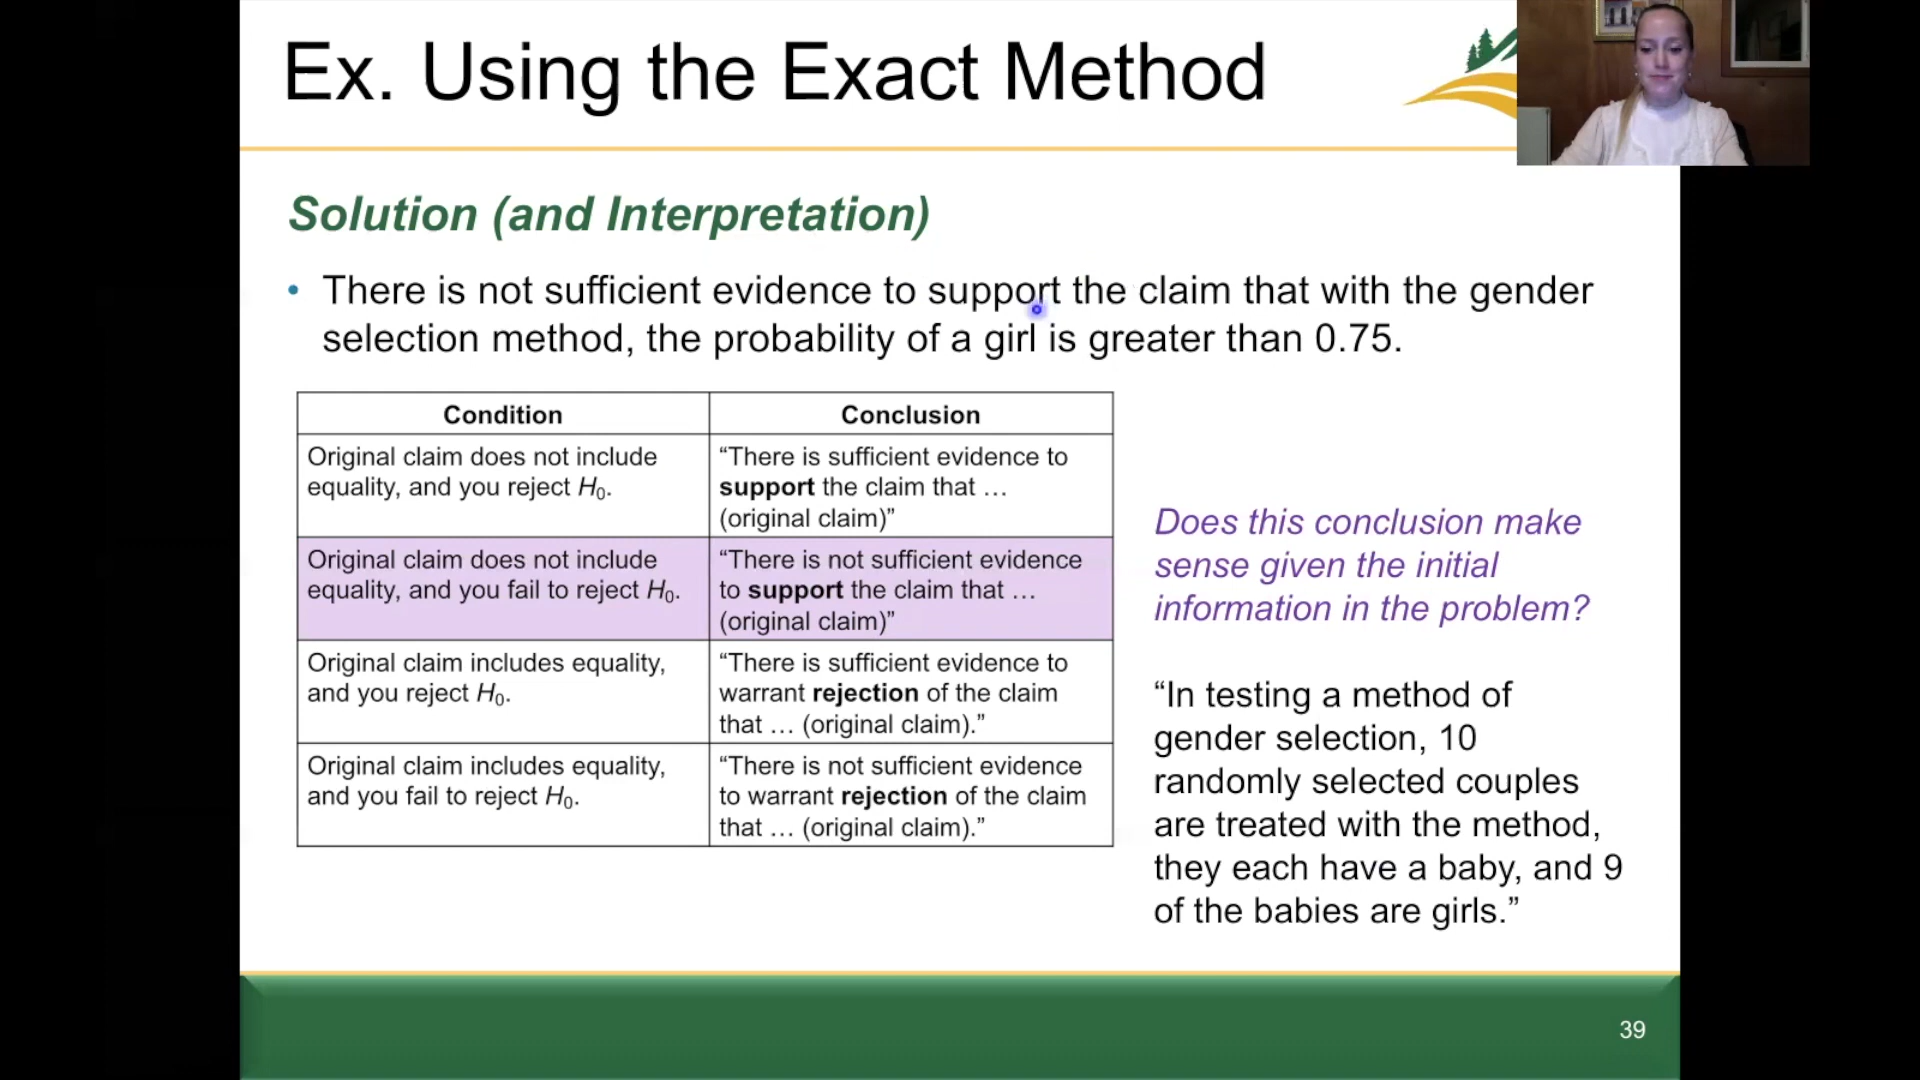 Ex. Using the Exact Method
Solution (and Interpretation)
• There is not sufficient evidence to support the claim that with the gender
selection method, the probability of a girl is greater than 0.75.
Condition
Conclusion
Original claim does not include
equality, and you reject H₀.
“There is sufficient evidence to
support the claim that …
(original claim)”
Original claim does not include
equality, and you fail to reject H₀.
“There is not sufficient evidence
to support the claim that …
(original claim)”
Original claim includes equality,
and you reject H₀.
“There is sufficient evidence to
warrant rejection of the claim
that … (original claim).”
Original claim includes equality,
and you fail to reject H₀.
“There is not sufficient evidence
to warrant rejection of the claim
that … (original claim).”
Does this conclusion make
sense given the initial
information in the problem?
“In testing a method of
gender selection, 10
randomly selected couples
are treated with the method,
they each have a baby, and 9
of the babies are girls.”
39